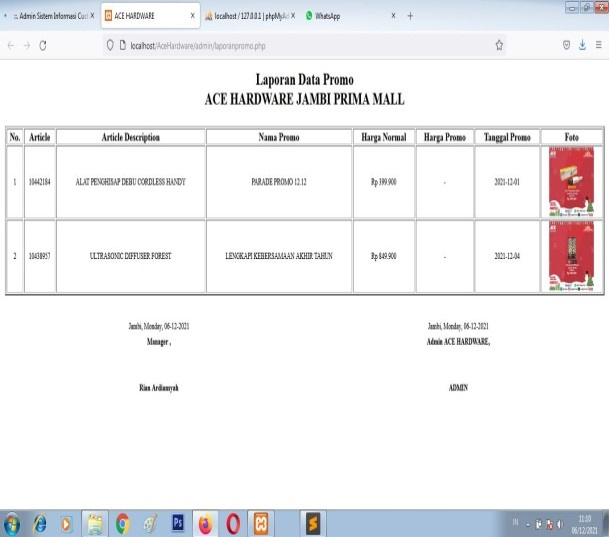 Admin Sistem Informasi Cuti X
ACE HARDWARE X
localhost / 127.0.0.1 | phpMyAd X
WhatsApp X
+
localhost/AceHardware/admin/laporanpromo.php
Laporan Data Promo
ACE HARDWARE JAMBI PRIMA MALL
No. Article Article Description Nama Promo Harga Normal Harga Promo Tanggal Promo Foto
1 10442184 ALAT PENGHISAP DEBU CORDLESS HANDY PARADE PROMO 12.12 Rp 399.900 - 2021-12-01
2 10438957 ULTRASONIC DIFFUSER FOREST LENGKAPI KEBERSAMAAN AKHIR TAHUN Rp 849.900 - 2021-12-04
Jambi, Monday, 06-12-2021 Jambi, Monday, 06-12-2021
Manager , Admin ACE HARDWARE,
Rian Ardiansyah ADMIN
Ps
IN
11:10
06/12/2021